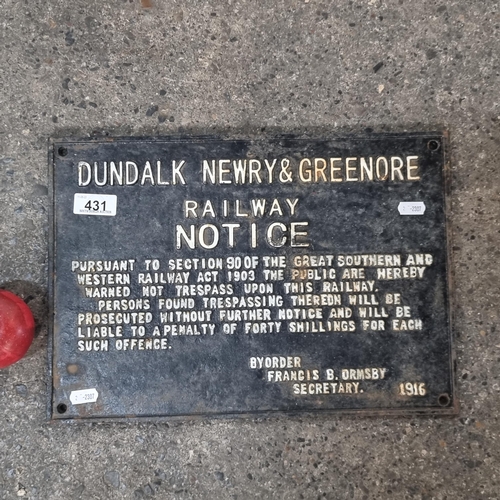 DUNDALK NEWRY & GREENORE
431
RAILWAY
NOTICE
PURSUANT TO SECTION 90 OF THE GREAT SOUTHERN AND
WESTERN RAILWAY ACT 1903 THE PUBLIC ARE HEREBY
WARNED NOT TRESPASS UPON THIS RAILWAY.
PERSONS FOUND TRESPASSING THEREON WILL BE
PROSECUTED WITHOUT FURTHER NOTICE AND WILL BE
LIABLE TO A PENALTY OF FORTY SHILLINGS FOR EACH
SUCH OFFENCE.
BY ORDER
FRANCIS B. ORMSBY
SECRETARY. 1916